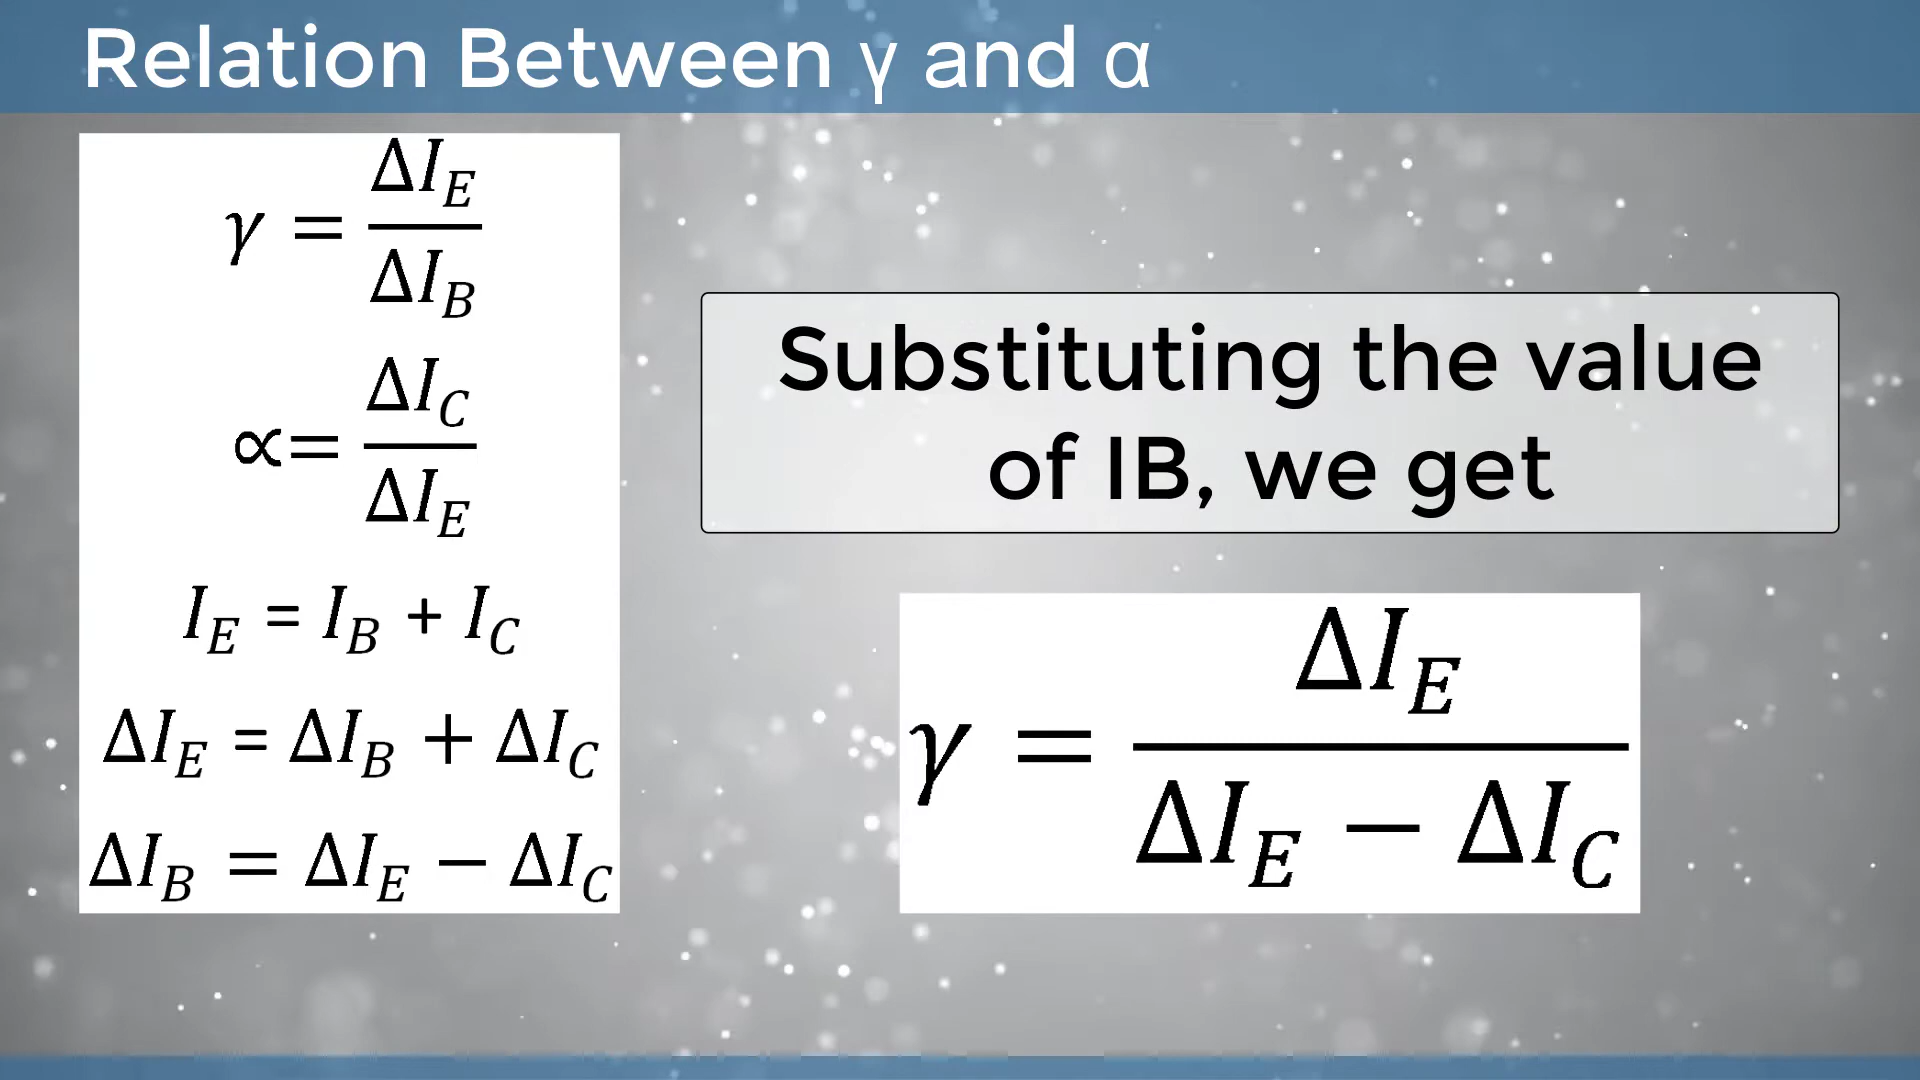 Relation Between γ and α
γ = ΔI_E / ΔI_B
∝= ΔI_C / ΔI_E
I_E = I_B + I_C
ΔI_E = ΔI_B + ΔI_C
ΔI_B = ΔI_E − ΔI_C
Substituting the value
of IB, we get
γ = ΔI_E / ΔI_E − ΔI_C